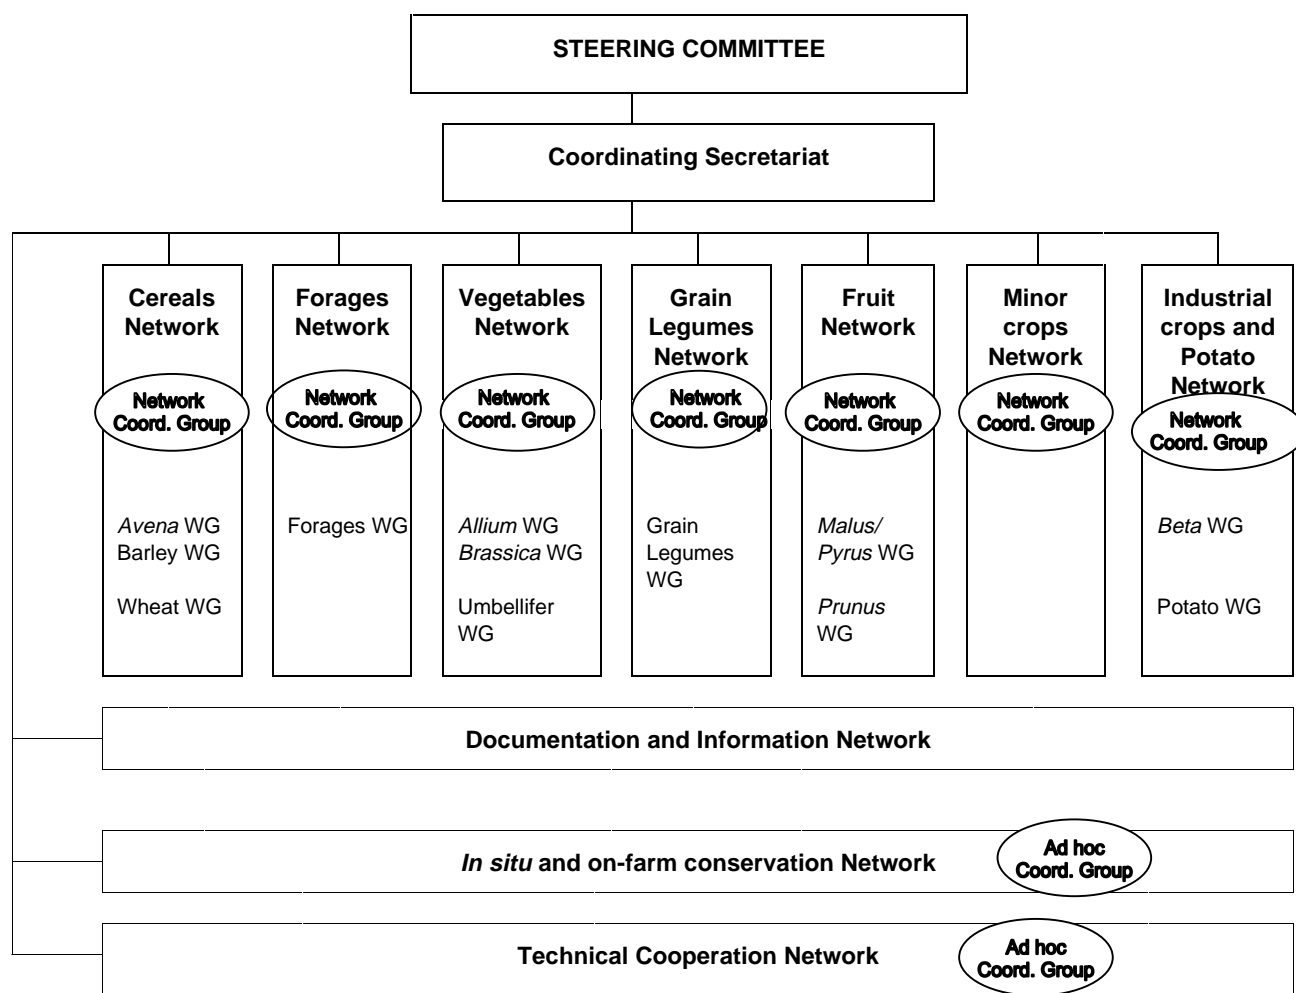 STEERING COMMITTEE
Coordinating Secretariat
Cereals
Network
Network
Coord. Group
Avena WG
Barley WG
Wheat WG
Forages
Network
Network
Coord. Group
Forages WG
Vegetables
Network
Network
Coord. Group
Allium WG
Brassica WG
Umbellifer
WG
Grain
Legumes
Network
Network
Coord. Group
Grain
Legumes
WG
Fruit
Network
Network
Coord. Group
Malus/
Pyrus WG
Prunus
WG
Minor
crops
Network
Network
Coord. Group
Industrial
crops and
Potato
Network
Network
Coord. Group
Beta WG
Potato WG
Documentation and Information Network
In situ and on-farm conservation Network
Ad hoc
Coord. Group
Technical Cooperation Network
Ad hoc
Coord. Group